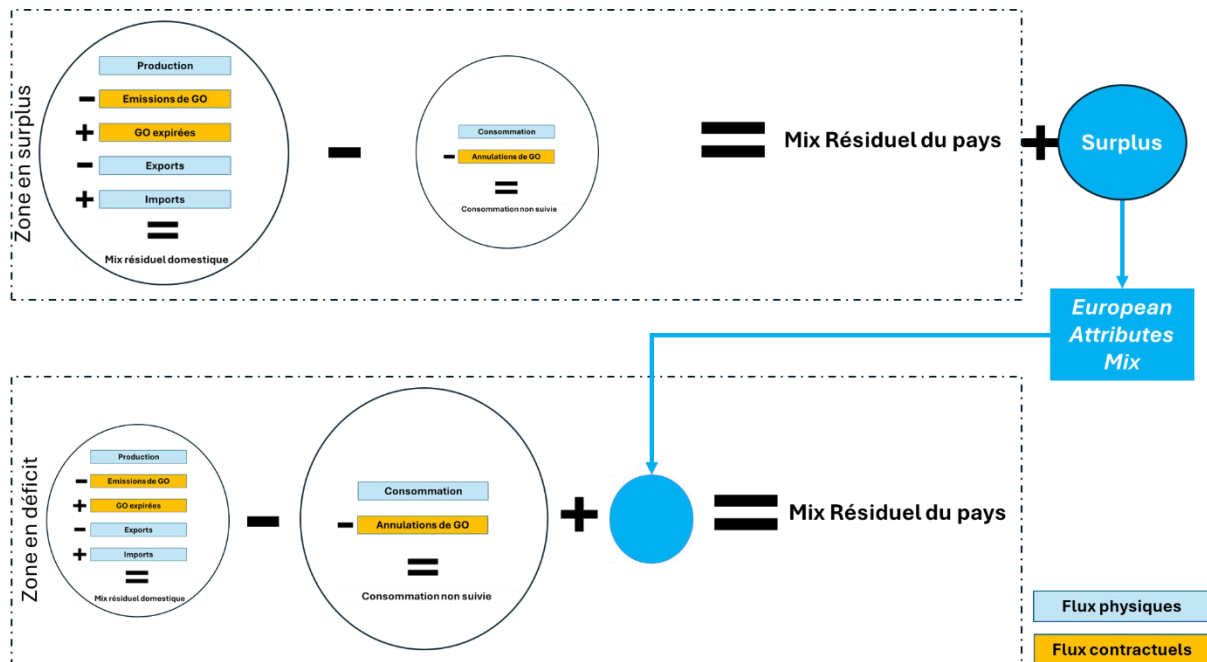 Zone en surplus
Production
− Emissions de GO
+ GO expirées
− Exports
+ Imports
=
Mix résiduel domestique
−
Consommation
− Annulations de GO
=
Consommation non suivie
= Mix Résiduel du pays + Surplus
European
Attributes
Mix
Zone en déficit
Production
− Emissions de GO
+ GO expirées
− Exports
+ Imports
=
Mix résiduel domestique
−
Consommation
− Annulations de GO
=
Consommation non suivie
+
= Mix Résiduel du pays
Flux physiques
Flux contractuels